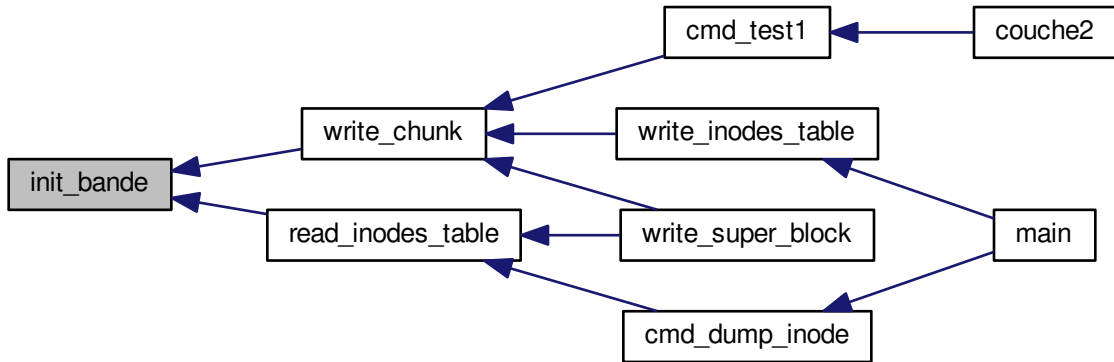 cmd_test1
couche2
write_chunk
write_inodes_table
init_bande
read_inodes_table
write_super_block
main
cmd_dump_inode